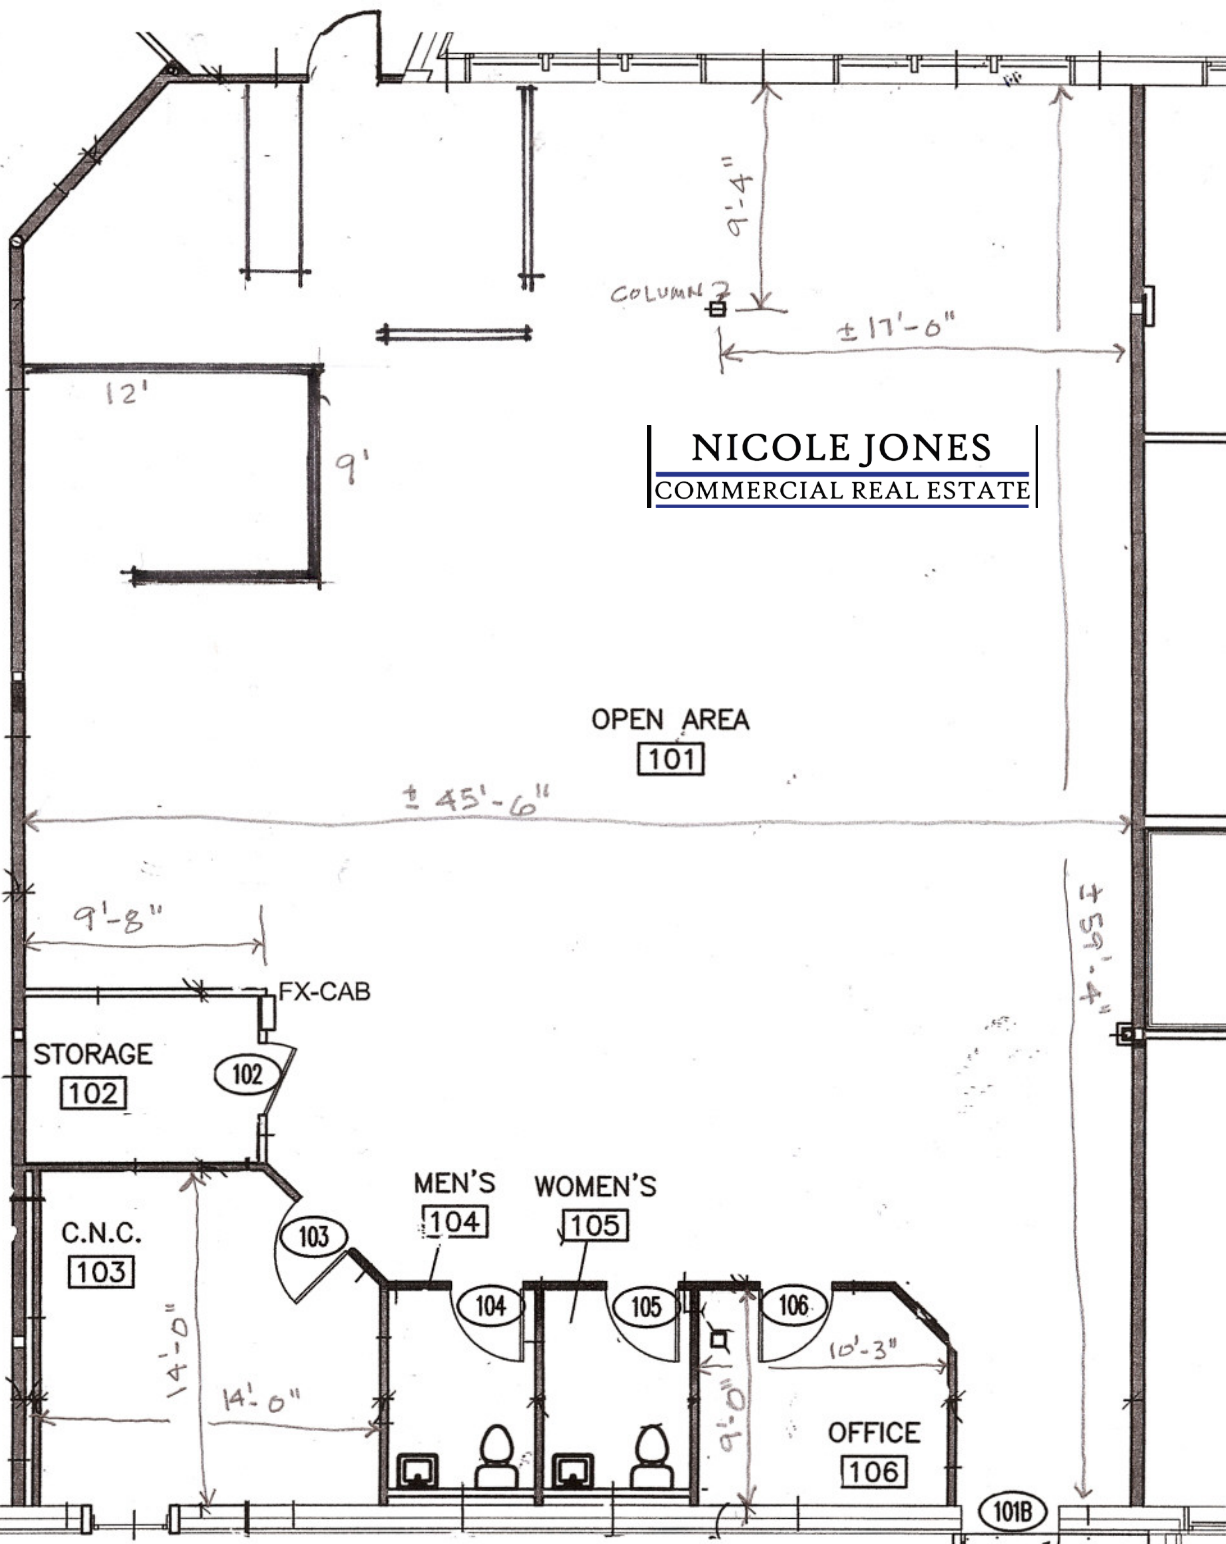 9'-4"
COLUMN ?
± 17'-0"
12'
9'
NICOLE JONES
COMMERCIAL REAL ESTATE
OPEN AREA
101
± 45'-6"
9'-8"
± 59'-4"
FX-CAB
STORAGE
102
102
MEN'S
104
WOMEN'S
105
C.N.C.
103
103
104
105
106
14'-0"
14'-0"
10'-3"
9'-0"
OFFICE
106
101B